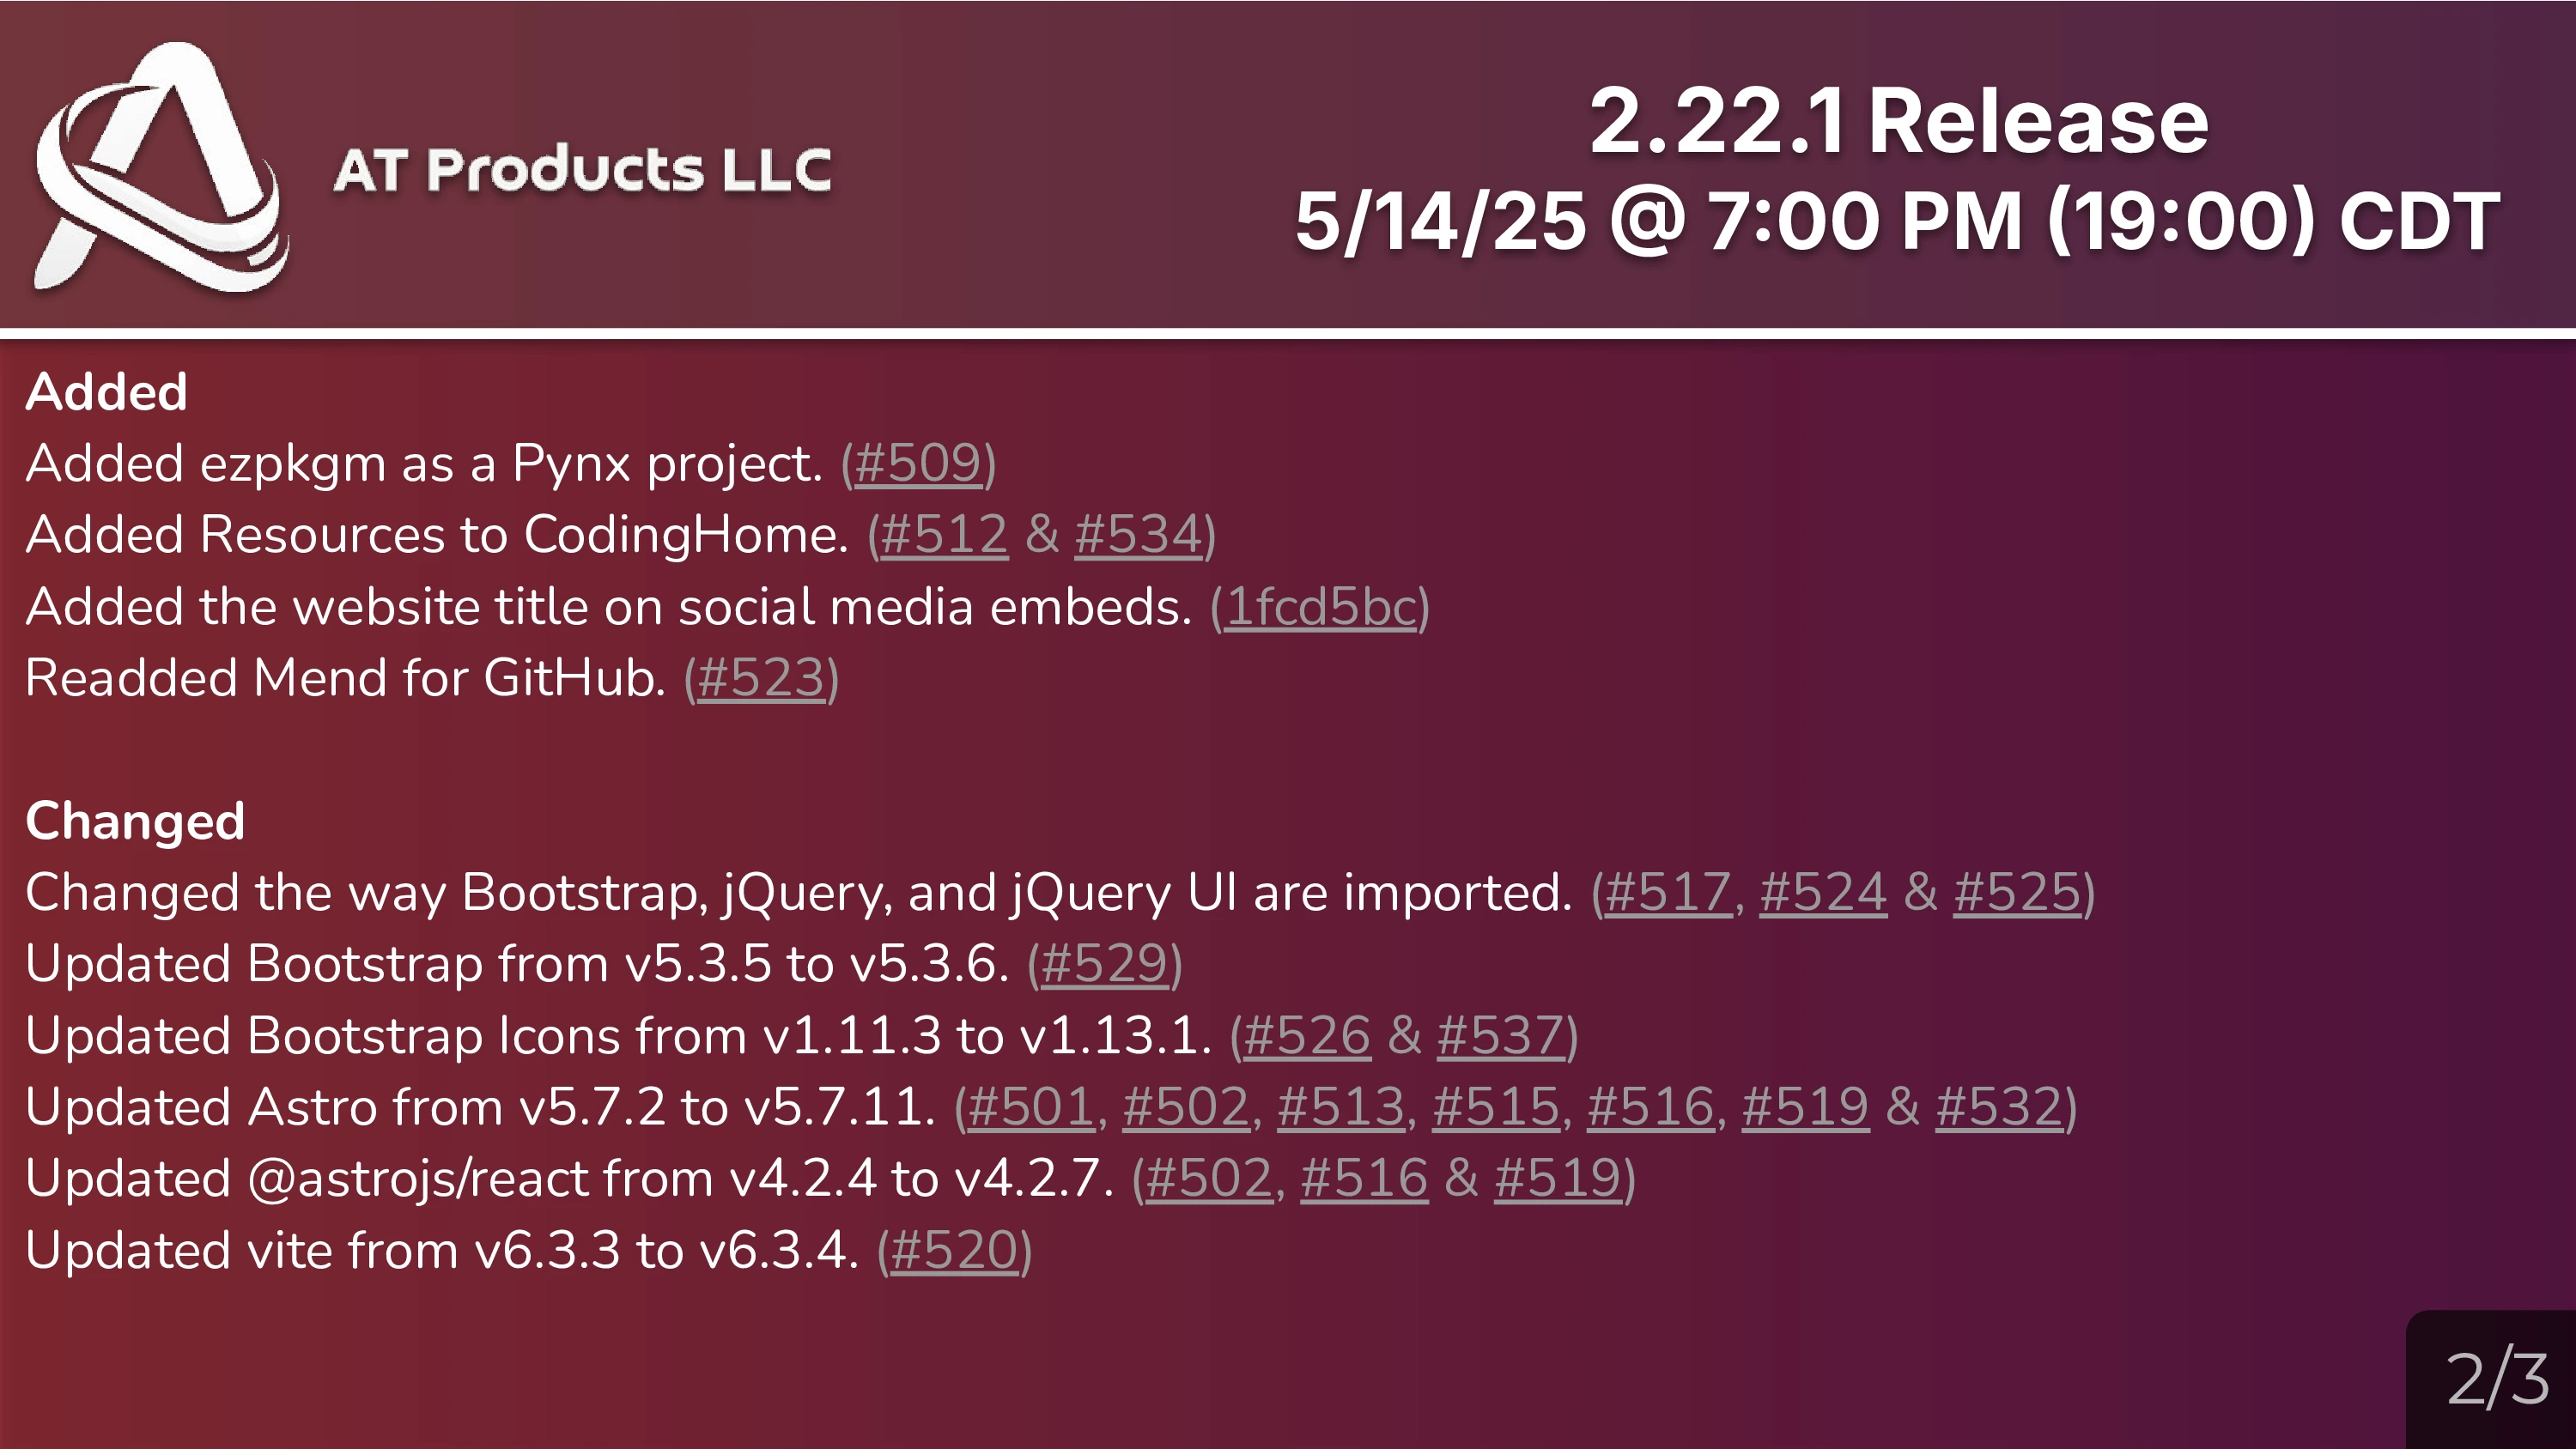 AT Products LLC
2.22.1 Release
5/14/25 @ 7:00 PM (19:00) CDT
Added
Added ezpkgm as a Pynx project. (#509)
Added Resources to CodingHome. (#512 & #534)
Added the website title on social media embeds. (1fcd5bc)
Readded Mend for GitHub. (#523)
Changed
Changed the way Bootstrap, jQuery, and jQuery UI are imported. (#517, #524 & #525)
Updated Bootstrap from v5.3.5 to v5.3.6. (#529)
Updated Bootstrap Icons from v1.11.3 to v1.13.1. (#526 & #537)
Updated Astro from v5.7.2 to v5.7.11. (#501, #502, #513, #515, #516, #519 & #532)
Updated @astrojs/react from v4.2.4 to v4.2.7. (#502, #516 & #519)
Updated vite from v6.3.3 to v6.3.4. (#520)
2/3